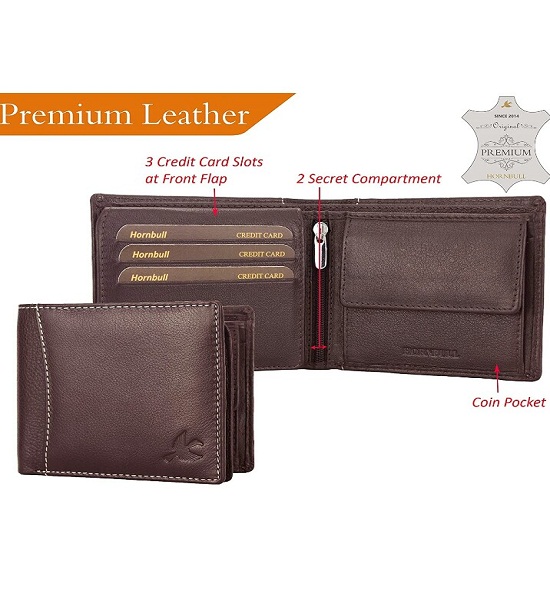 Premium Leather
SINCE 2014
Original
PREMIUM
HORNBULL
3 Credit Card Slots
at Front Flap
2 Secret Compartment
Hornbull CREDIT CARD
Hornbull CREDIT CARD
Hornbull CREDIT CARD
HORNBULL
Coin Pocket